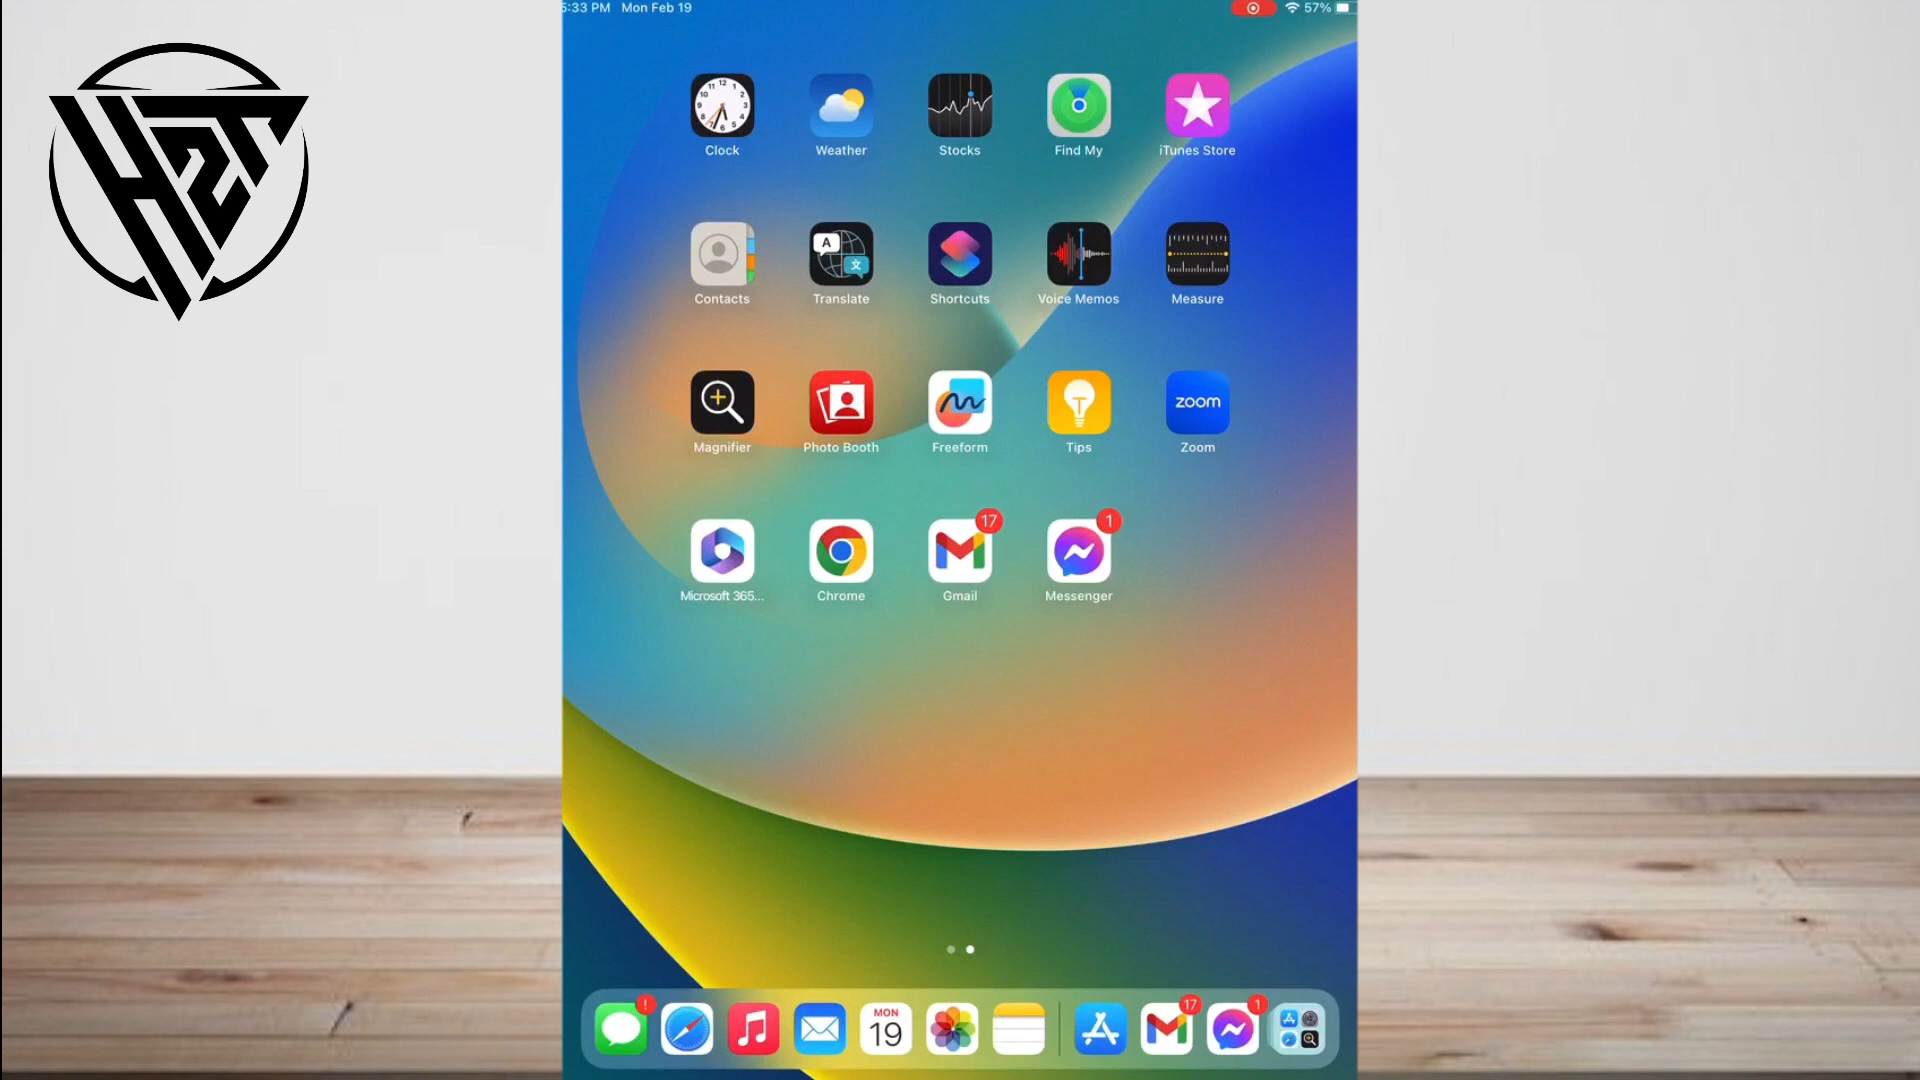 5:33 PM Mon Feb 19
57%
H2T
Clock
Weather
Stocks
Find My
iTunes Store
A
文
Contacts
Translate
Shortcuts
Voice Memos
Measure
T
zoom
Magnifier
Photo Booth
Freeform
Tips
Zoom
17
1
Microsoft 365...
Chrome
Gmail
Messenger
!
MON
19
17
1